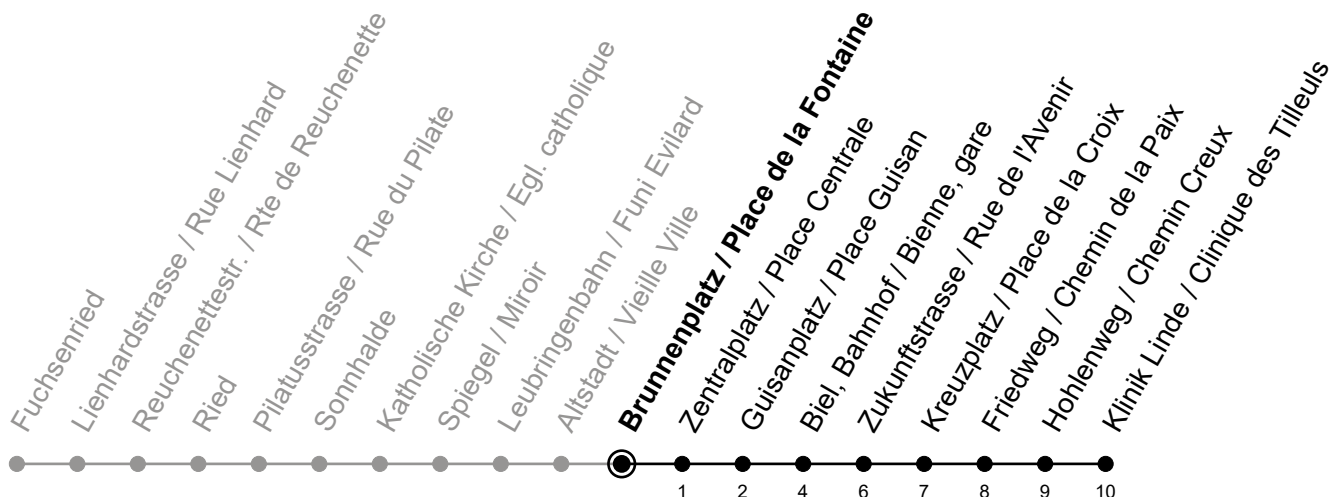 Fuchsenried
Lienhardstrasse / Rue Lienhard
Reuchenettestr. / Rte de Reuchenette
Ried
Pilatusstrasse / Rue du Pilate
Sonnhalde
Katholische Kirche / Egl. catholique
Spiegel / Miroir
Leubringenbahn / Funi Evilard
Altstadt / Vieille Ville
Brunnenplatz / Place de la Fontaine
Zentralplatz / Place Centrale
Guisanplatz / Place Guisan
Biel, Bahnhof / Bienne, gare
Zukunftstrasse / Rue de l'Avenir
Kreuzplatz / Place de la Croix
Friedweg / Chemin de la Paix
Hohlenweg / Chemin Creux
Klinik Linde / Clinique des Tilleuls
1 2 4 6 7 8 9 10